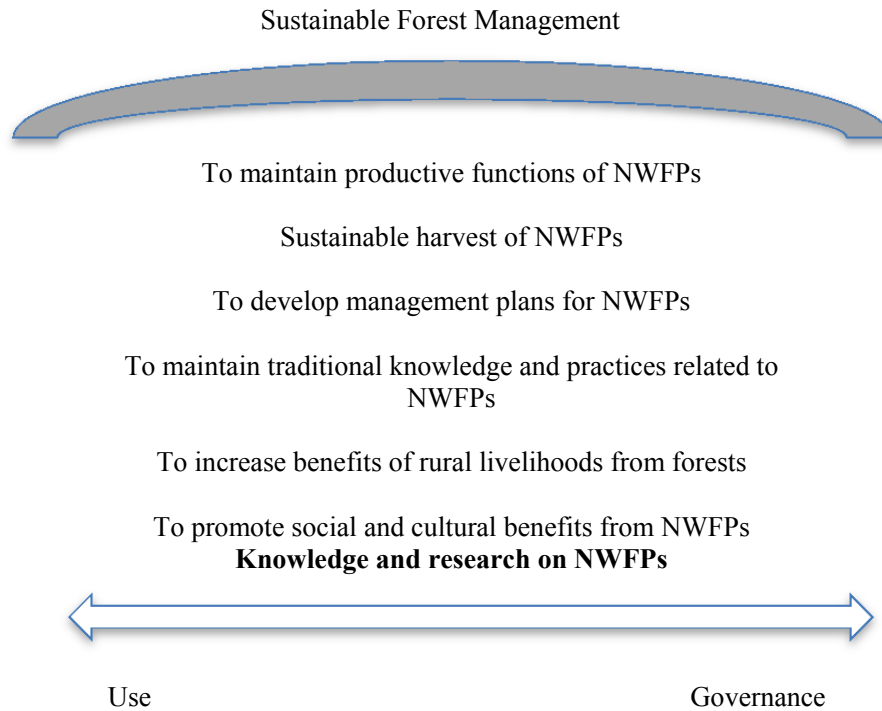 Sustainable Forest Management
To maintain productive functions of NWFPs
Sustainable harvest of NWFPs
To develop management plans for NWFPs
To maintain traditional knowledge and practices related to
NWFPs
To increase benefits of rural livelihoods from forests
To promote social and cultural benefits from NWFPs
Knowledge and research on NWFPs
Use Governance